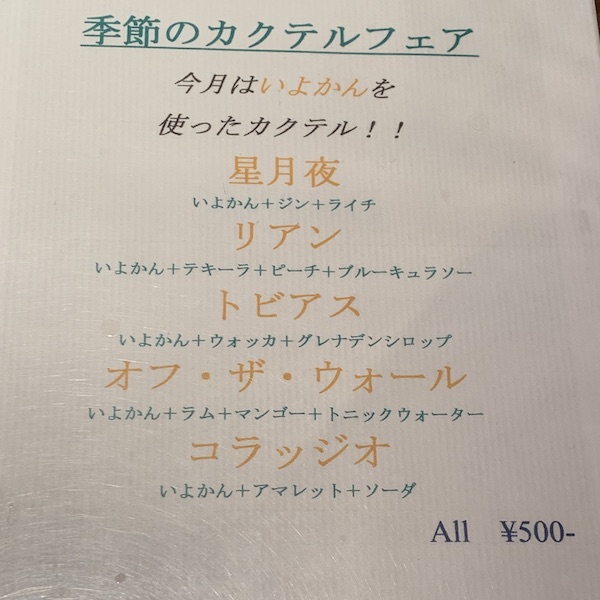 季節のカクテルフェア
今月はいよかんを
使ったカクテル！！
星月夜
いよかん＋ジン＋ライチ
リアン
いよかん＋テキーラ＋ピーチ＋ブルーキュラソー
トビアス
いよかん＋ウォッカ＋グレナデンシロップ
オフ・ザ・ウォール
いよかん＋ラム＋マンゴー＋トニックウォーター
コラッジオ
いよかん＋アマレット＋ソーダ
All ¥500-